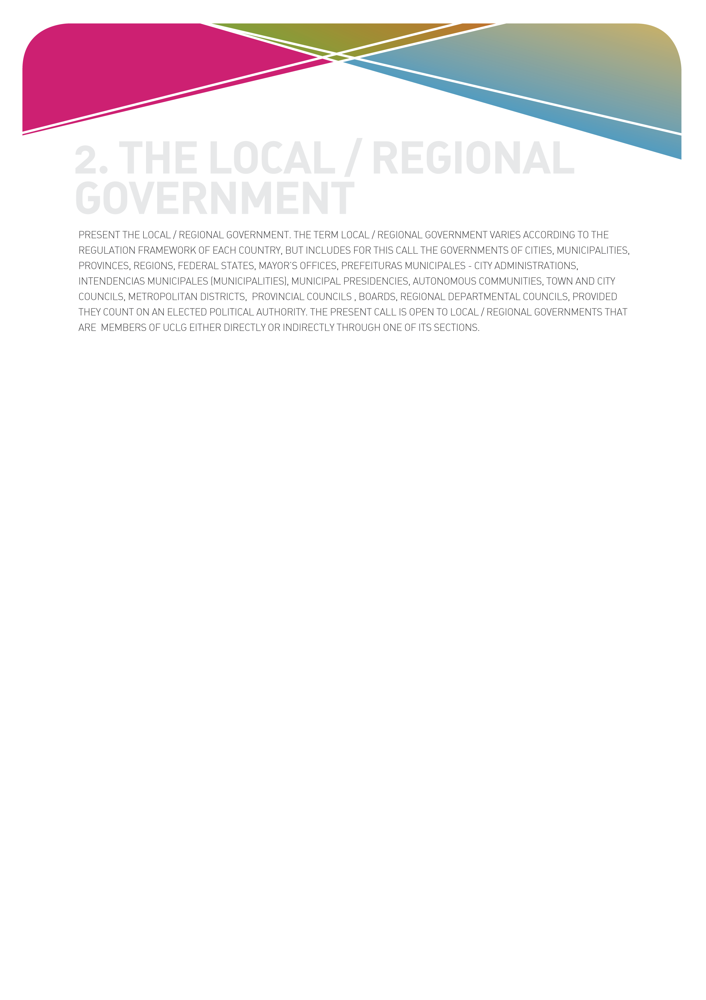 2. THE LOCAL / REGIONAL
GOVERNMENT
PRESENT THE LOCAL / REGIONAL GOVERNMENT. THE TERM LOCAL / REGIONAL GOVERNMENT VARIES ACCORDING TO THE
REGULATION FRAMEWORK OF EACH COUNTRY, BUT INCLUDES FOR THIS CALL THE GOVERNMENTS OF CITIES, MUNICIPALITIES,
PROVINCES, REGIONS, FEDERAL STATES, MAYOR’S OFFICES, PREFEITURAS MUNICIPALES - CITY ADMINISTRATIONS,
INTENDENCIAS MUNICIPALES (MUNICIPALITIES), MUNICIPAL PRESIDENCIES, AUTONOMOUS COMMUNITIES, TOWN AND CITY
COUNCILS, METROPOLITAN DISTRICTS,  PROVINCIAL COUNCILS , BOARDS, REGIONAL DEPARTMENTAL COUNCILS, PROVIDED
THEY COUNT ON AN ELECTED POLITICAL AUTHORITY. THE PRESENT CALL IS OPEN TO LOCAL / REGIONAL GOVERNMENTS THAT
ARE  MEMBERS OF UCLG EITHER DIRECTLY OR INDIRECTLY THROUGH ONE OF ITS SECTIONS.